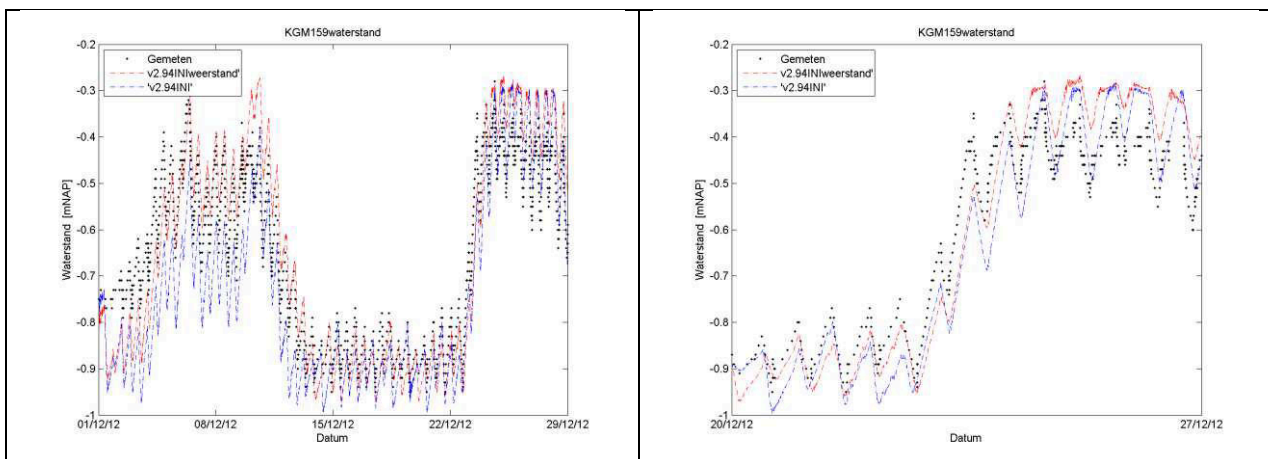 KGM159waterstand
-0.2
Gemeten
v2.94INIweerstand'
'v2.94INI'
-0.3
-0.4
-0.5
-0.6
-0.7
-0.8
-0.9
-1
Waterstand [mNAP]
01/12/12
08/12/12
15/12/12
22/12/12
29/12/12
Datum
KGM159waterstand
-0.2
Gemeten
v2.94INIweerstand'
'v2.94INI'
-0.3
-0.4
-0.5
-0.6
-0.7
-0.8
-0.9
-1
Waterstand [mNAP]
20/12/12
27/12/12
Datum